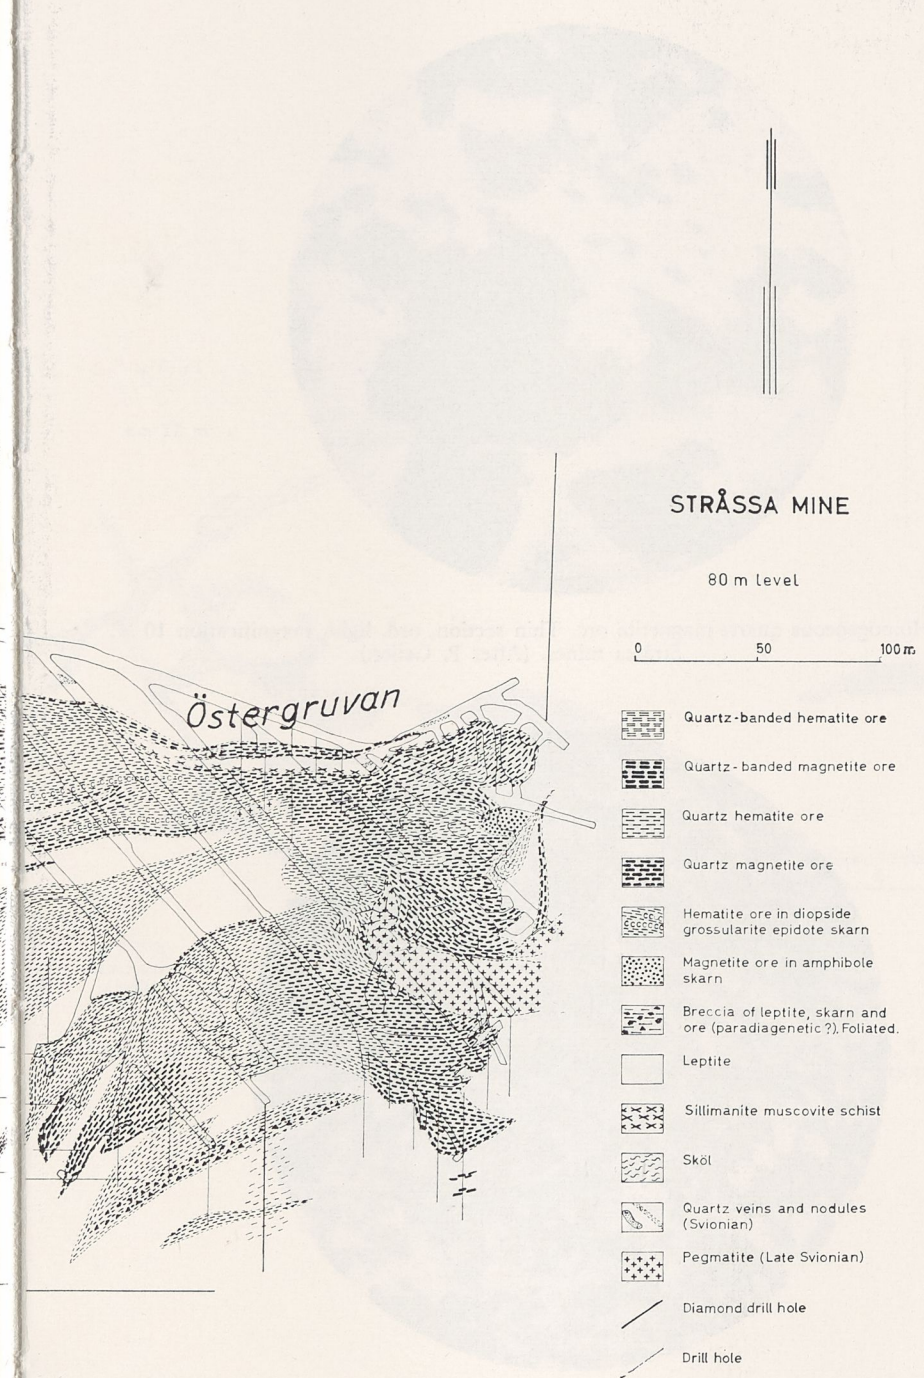 STRÅSSA MINE
80 m level
0 50 100 m.
Östergruvan
Quartz-banded hematite ore
Quartz-banded magnetite ore
Quartz hematite ore
Quartz magnetite ore
Hematite ore in diopside
grossularite epidote skarn
Magnetite ore in amphibole
skarn
Breccia of leptite, skarn and
ore (paradiagenetic?). Foliated.
Leptite
Sillimanite muscovite schist
Sköl
Quartz veins and nodules
(Svionian)
Pegmatite (Late Svionian)
Diamond drill hole
Drill hole